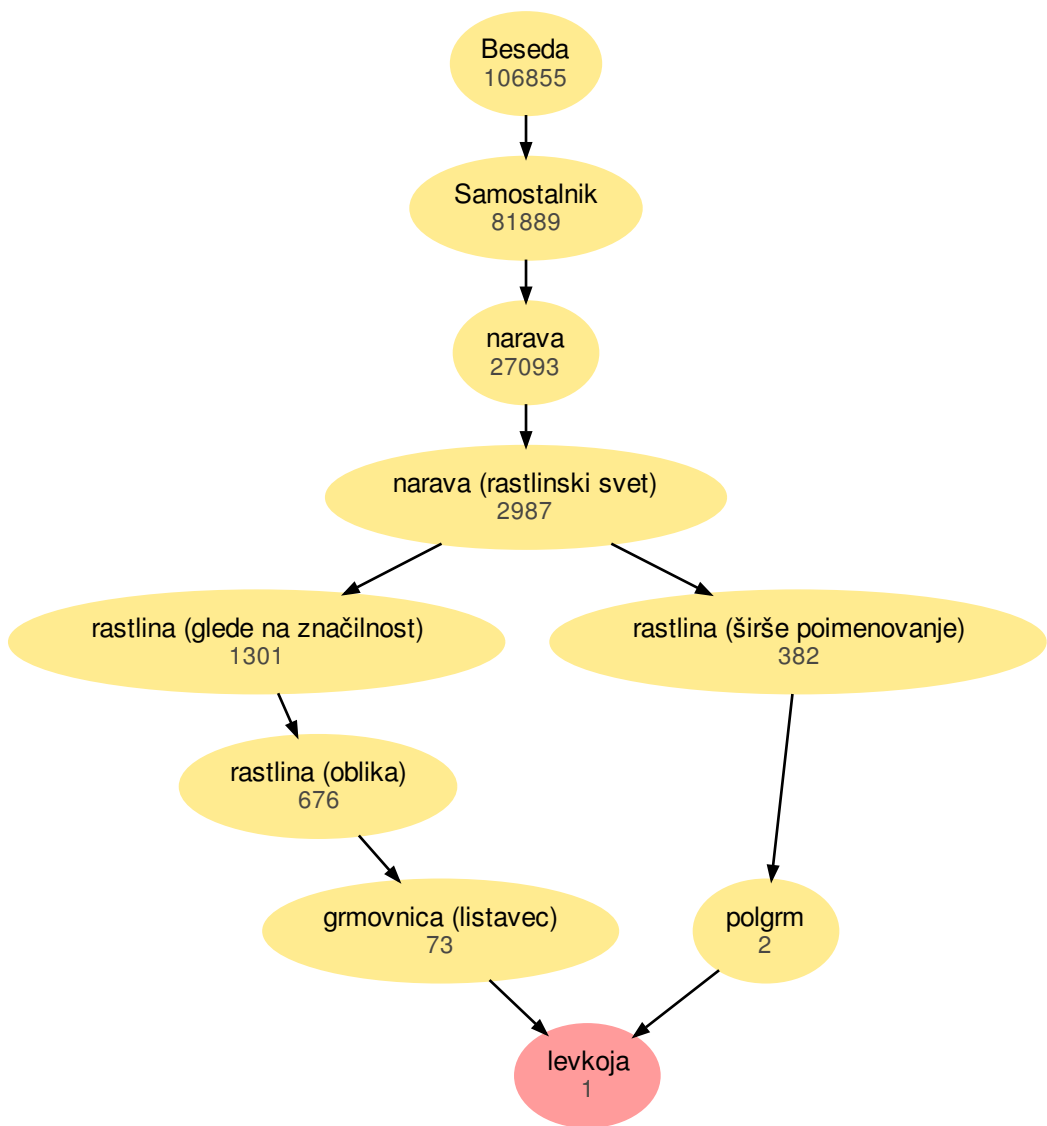 Beseda
106855
Samostalnik
81889
narava
27093
narava (rastlinski svet)
2987
rastlina (glede na značilnost)
1301
rastlina (širše poimenovanje)
382
rastlina (oblika)
676
grmovnica (listavec)
73
polgrm
2
levkoja
1